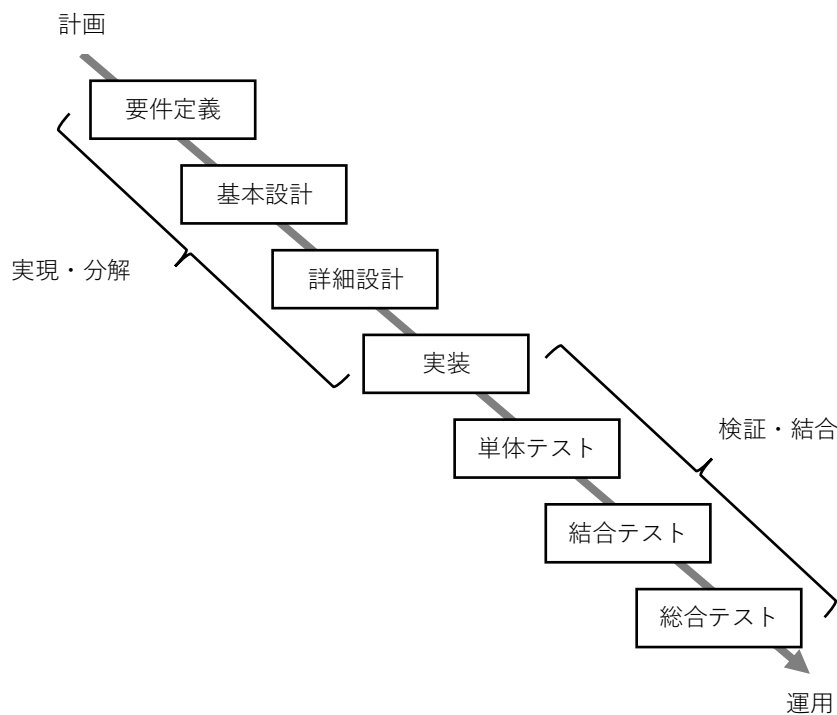 計画
要件定義
基本設計
実現・分解
詳細設計
実装
検証・結合
単体テスト
結合テスト
総合テスト
運用